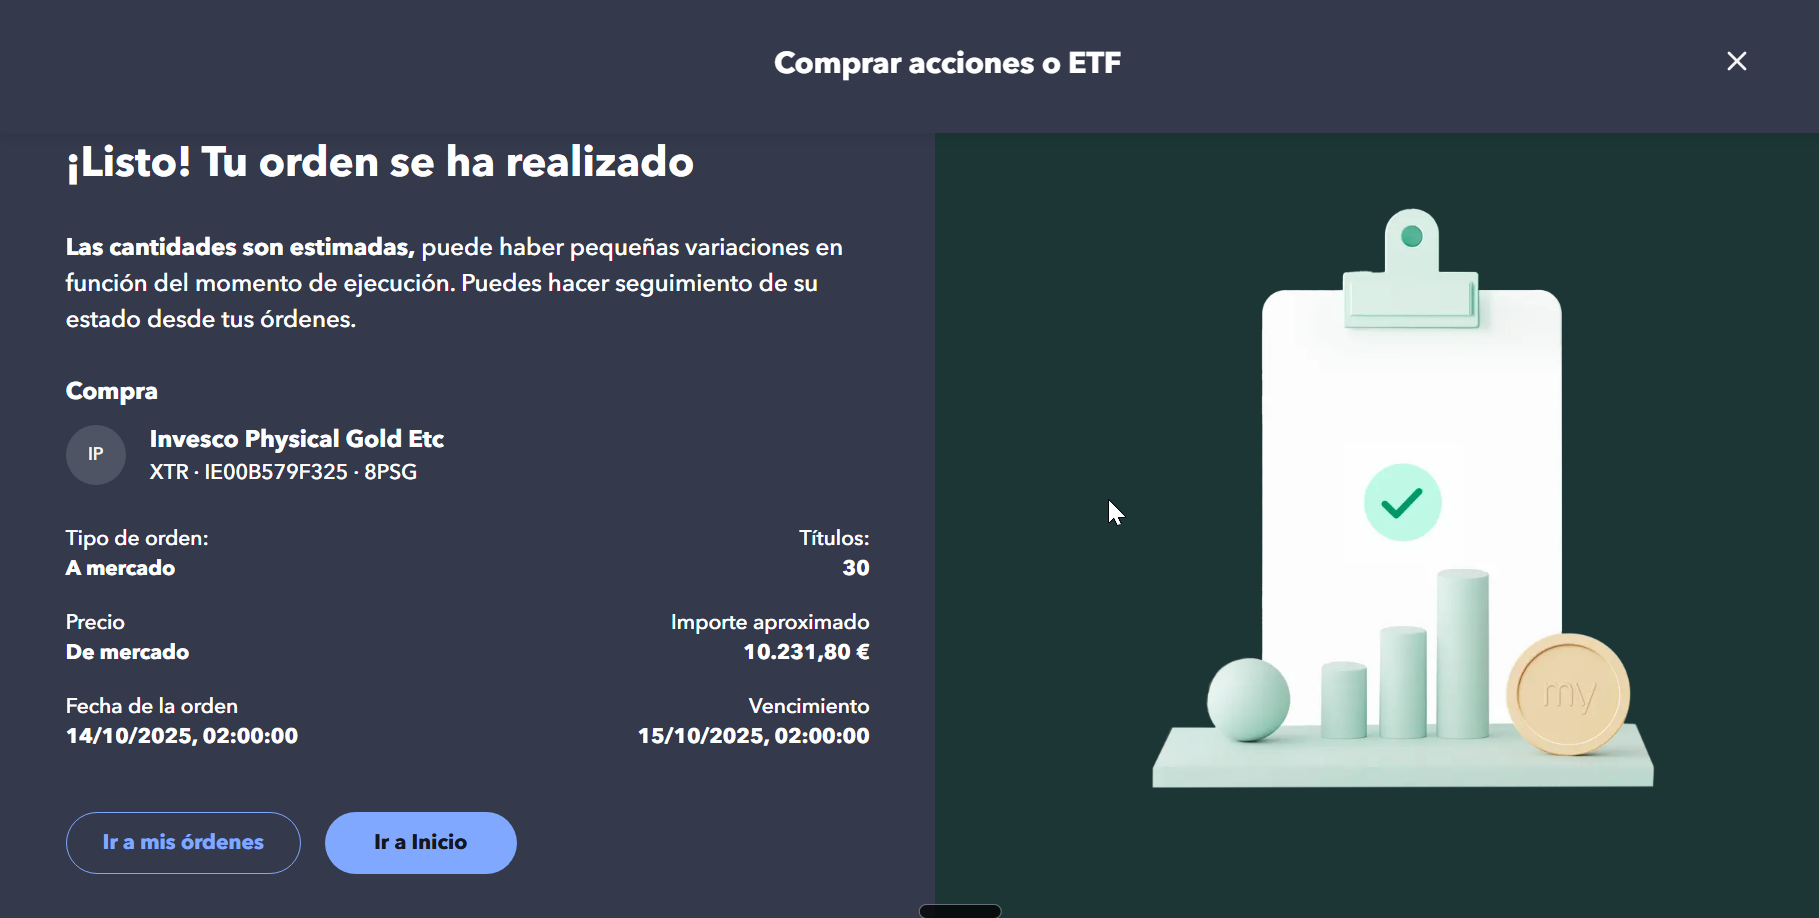 Comprar acciones o ETF
¡Listo! Tu orden se ha realizado
Las cantidades son estimadas, puede haber pequeñas variaciones en
función del momento de ejecución. Puedes hacer seguimiento de su
estado desde tus órdenes.
Compra
IP
Invesco Physical Gold Etc
XTR · IE00B579F325 · 8PSG
Tipo de orden:
A mercado
Títulos:
30
Precio
De mercado
Importe aproximado
10.231,80 €
Fecha de la orden
14/10/2025, 02:00:00
Vencimiento
15/10/2025, 02:00:00
Ir a mis órdenes
Ir a Inicio
my